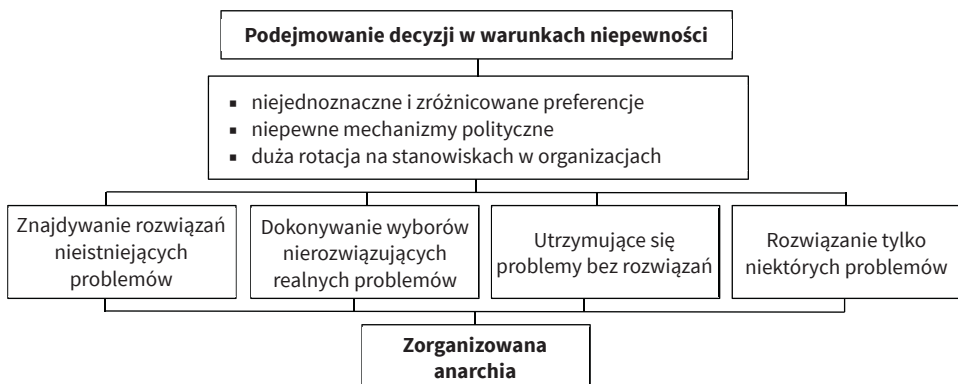 Podejmowanie decyzji w warunkach niepewności
▪ niejednoznaczne i zróżnicowane preferencje
▪ niepewne mechanizmy polityczne
▪ duża rotacja na stanowiskach w organizacjach
Znajdywanie rozwiązań
nieistniejących
problemów
Dokonywanie wyborów
nierozwiązujących
realnych problemów
Utrzymujące się
problemy bez rozwiązań
Rozwiązanie tylko
niektórych problemów
Zorganizowana
anarchia